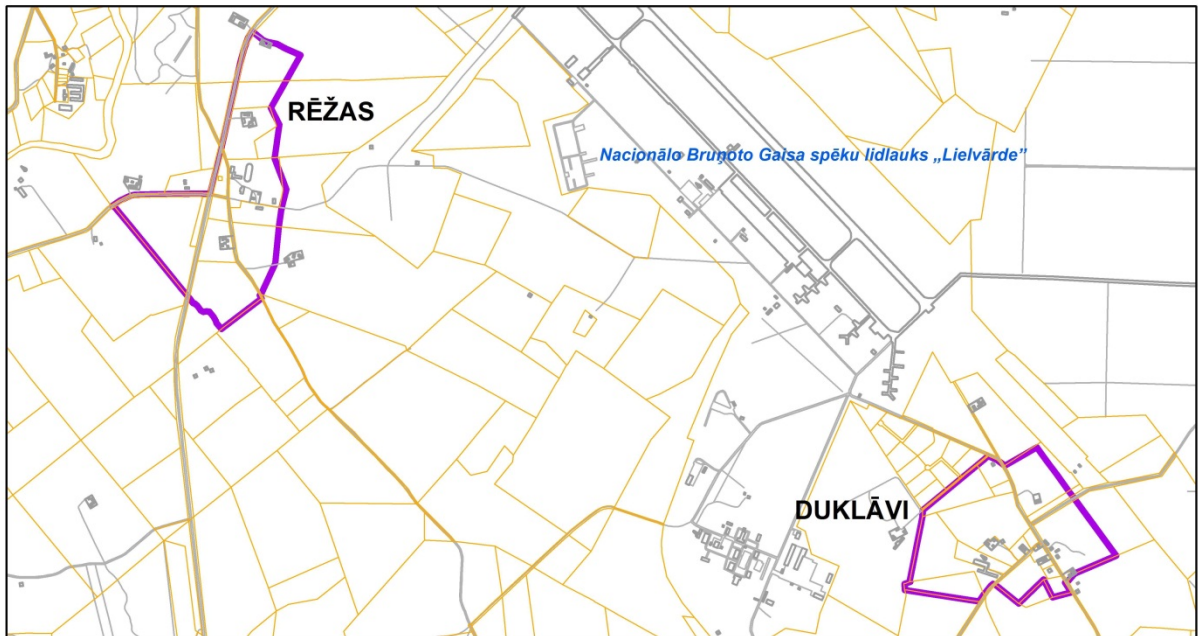 RĒŽAS
Nacionālo Bruņoto Gaisa spēku lidlauks „Lielvārde”
DUKLĀVI